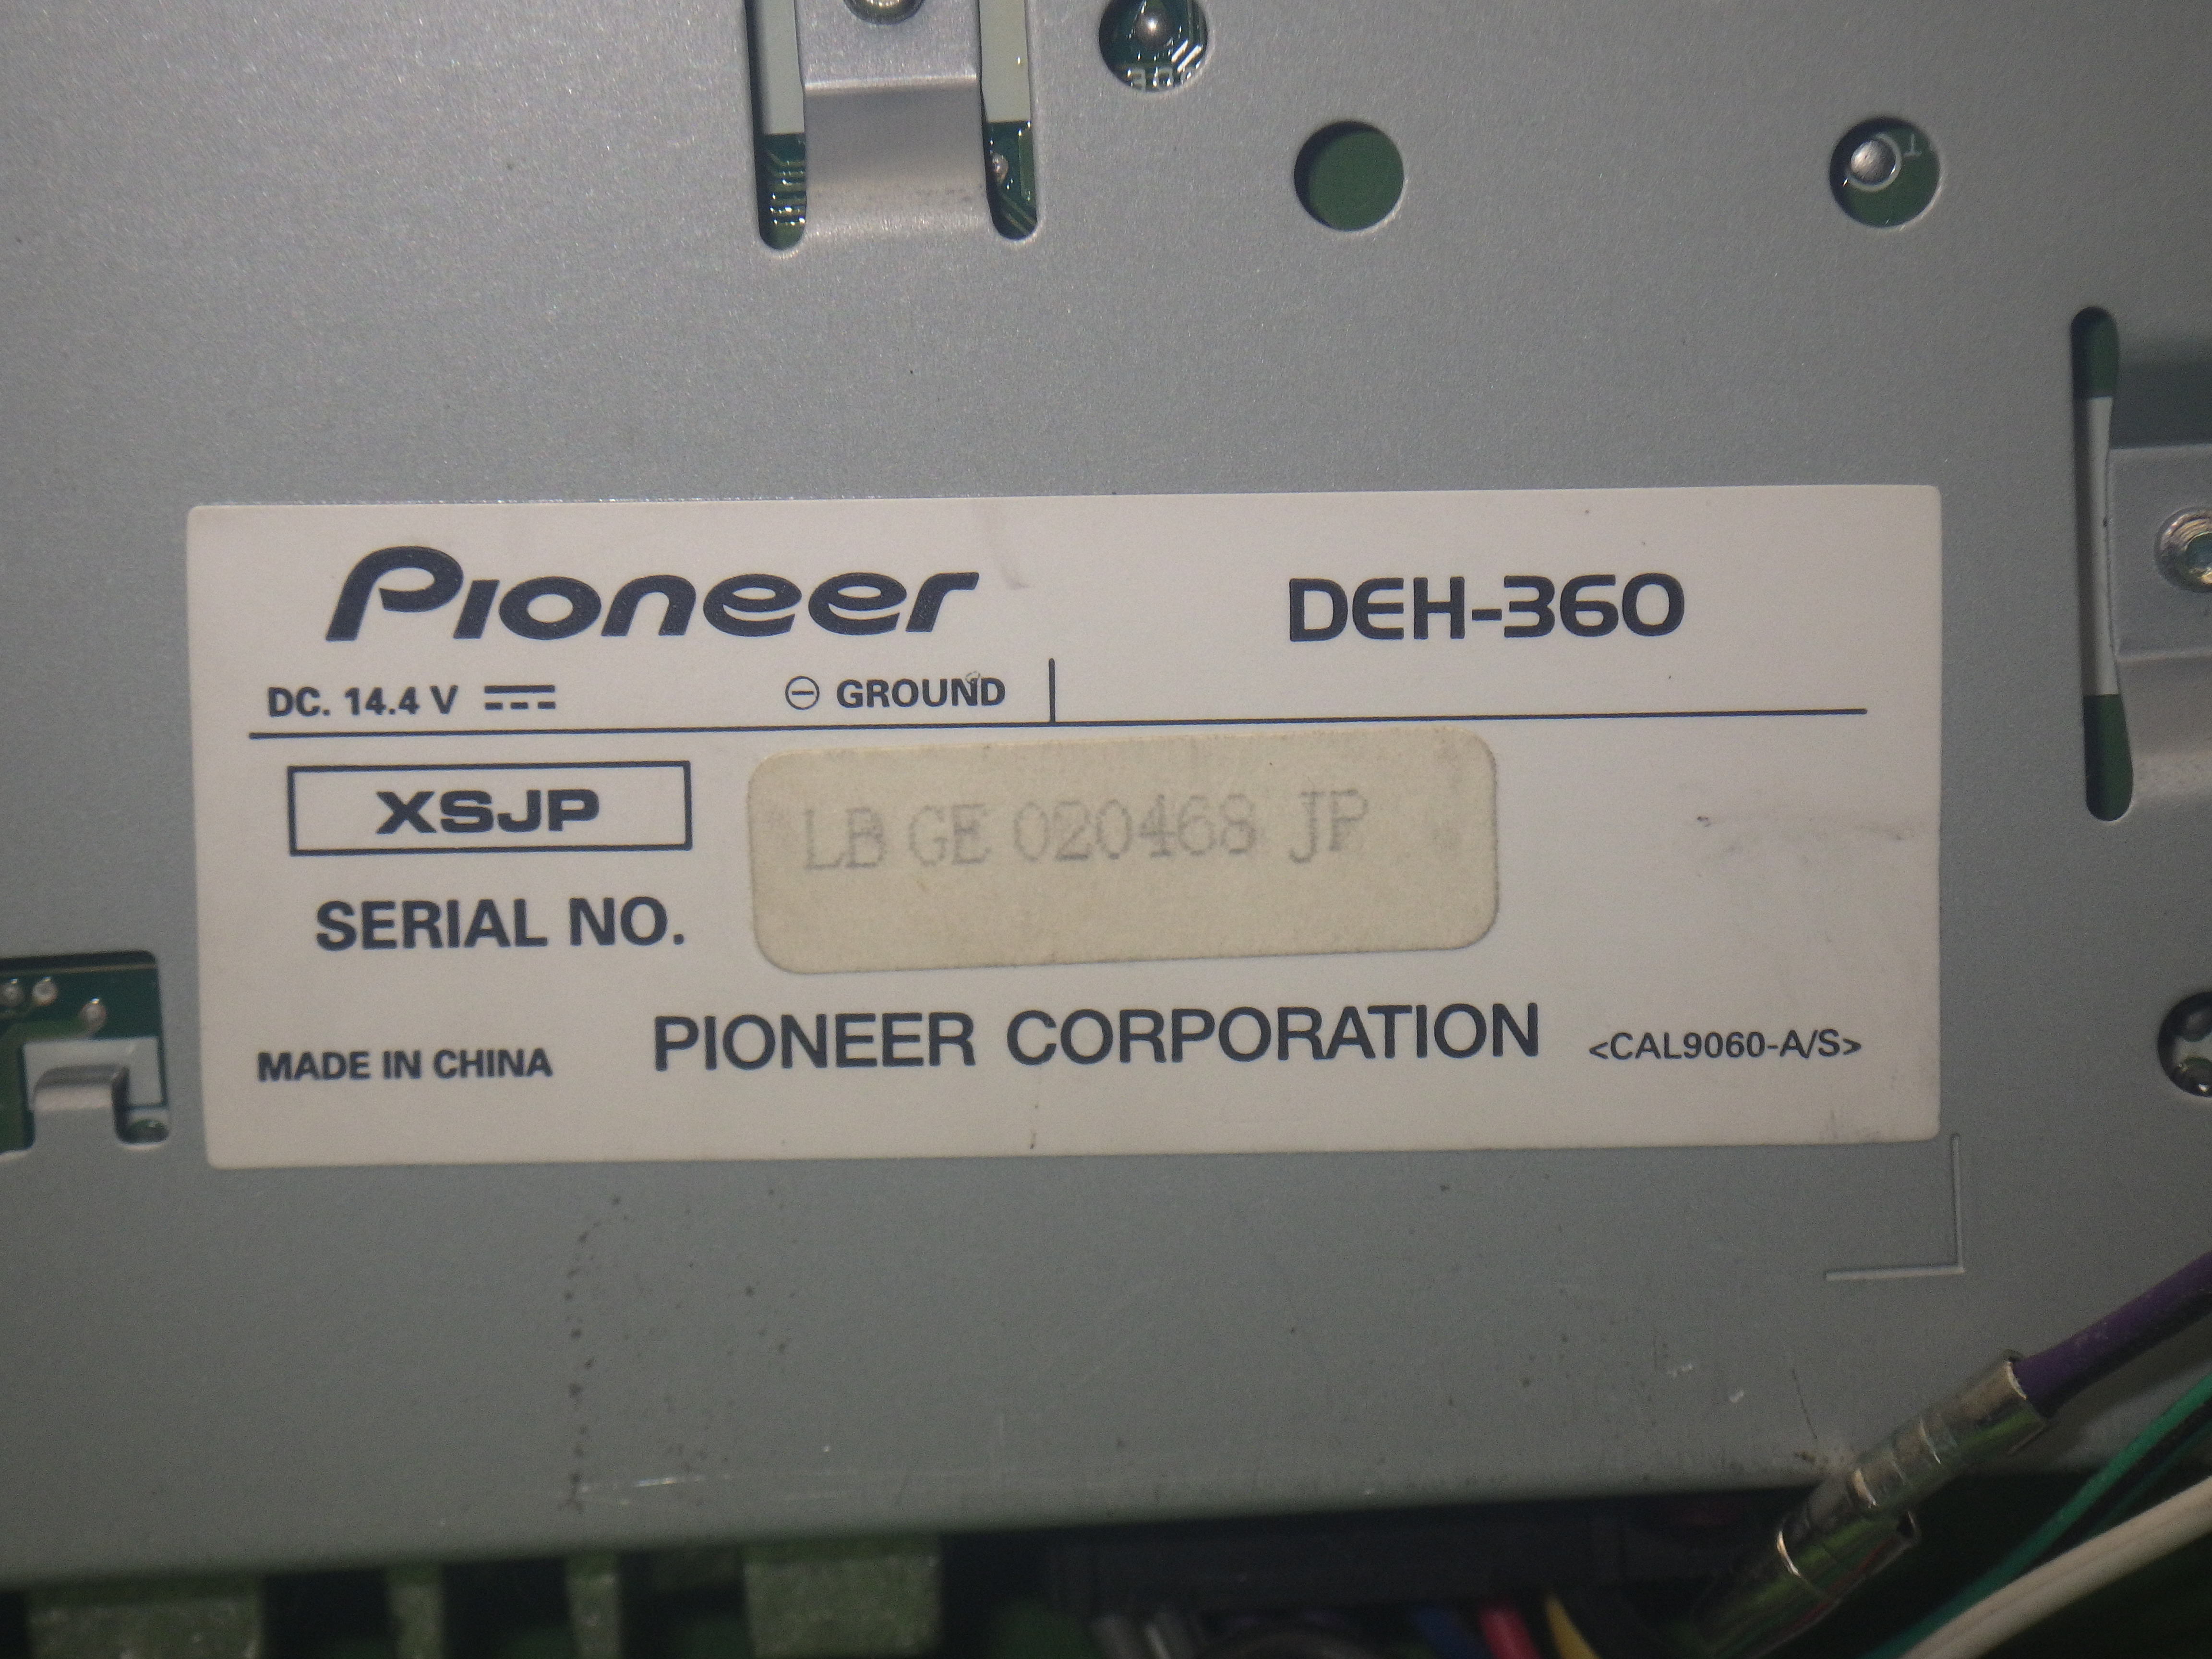 Pioneer
DEH-360
DC. 14.4 V ⎓
⊖ GROUND
XSJP
LB GE 020468 JP
SERIAL NO.
MADE IN CHINA
PIONEER CORPORATION
<CAL9060-A/S>